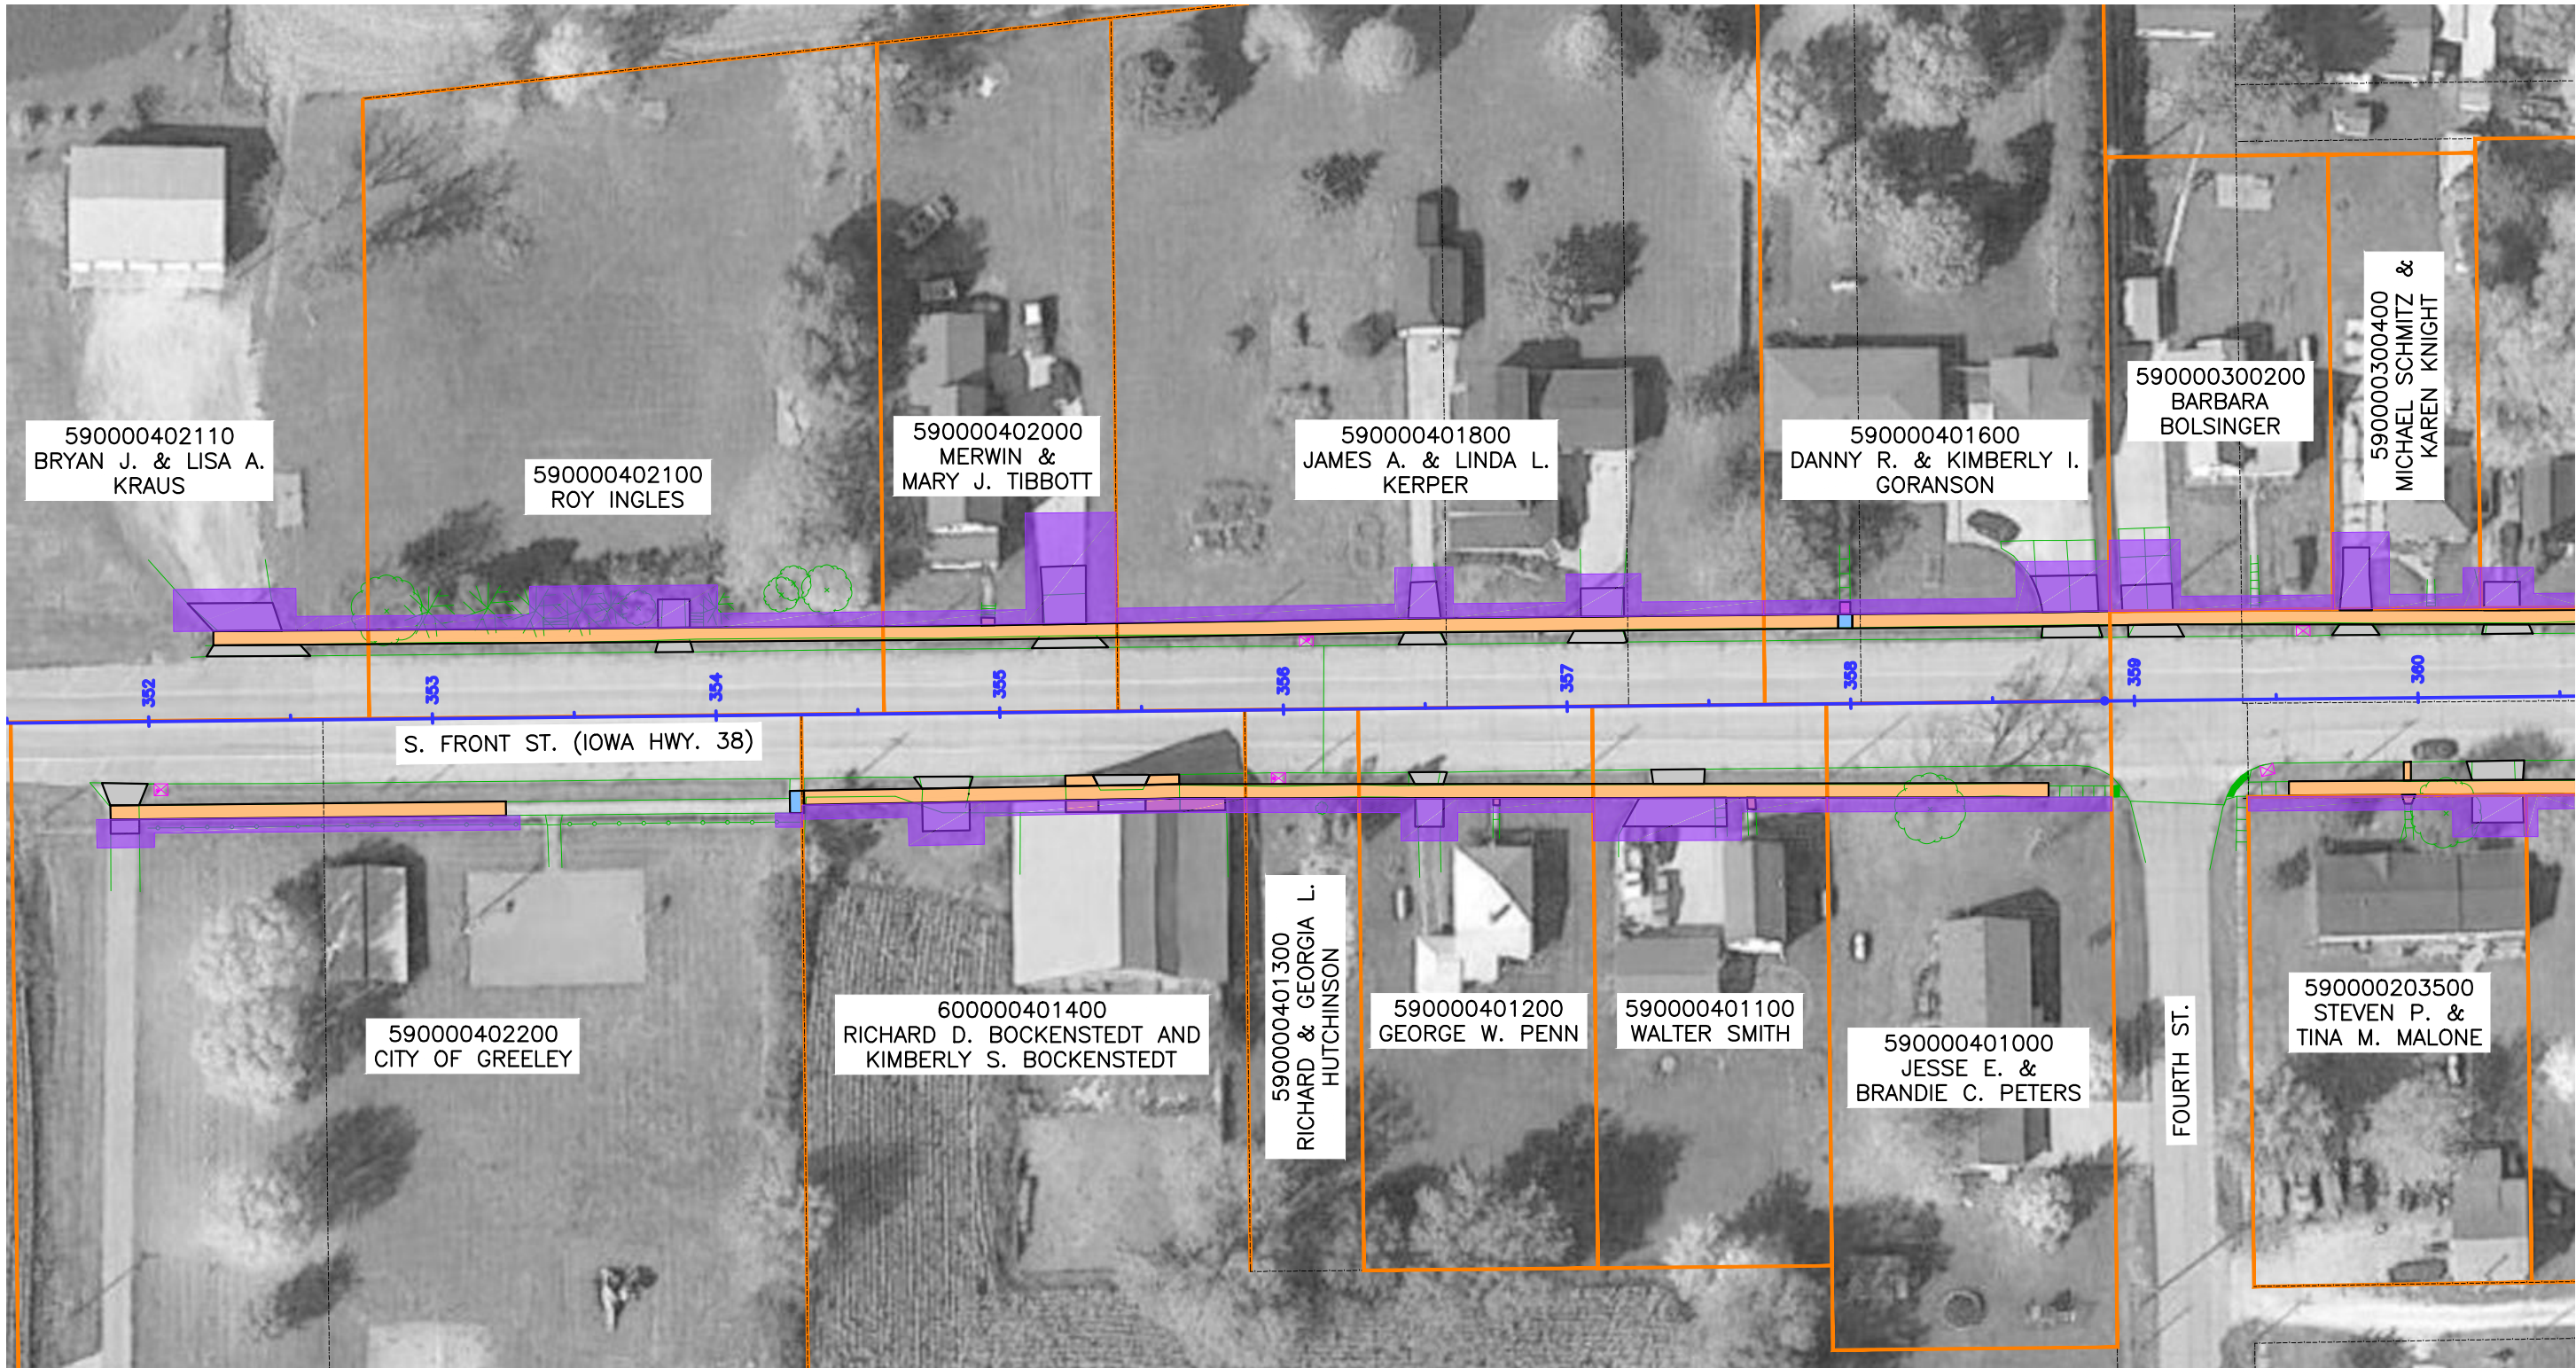 590000402110
BRYAN J. & LISA A.
KRAUS
590000402100
ROY INGLES
590000402000
MERWIN &
MARY J. TIBBOTT
590000401800
JAMES A. & LINDA L.
KERPER
590000401600
DANNY R. & KIMBERLY I.
GORANSON
590000300200
BARBARA
BOLSINGER
590000300400
MICHAEL SCHMITZ &
KAREN KNIGHT
352
353
354
355
356
357
358
359
360
S. FRONT ST. (IOWA HWY. 38)
590000402200
CITY OF GREELEY
600000401400
RICHARD D. BOCKENSTEDT AND
KIMBERLY S. BOCKENSTEDT
590000401300
RICHARD & GEORGIA L.
HUTCHINSON
590000401200
GEORGE W. PENN
590000401100
WALTER SMITH
590000401000
JESSE E. &
BRANDIE C. PETERS
FOURTH ST.
590000203500
STEVEN P. &
TINA M. MALONE